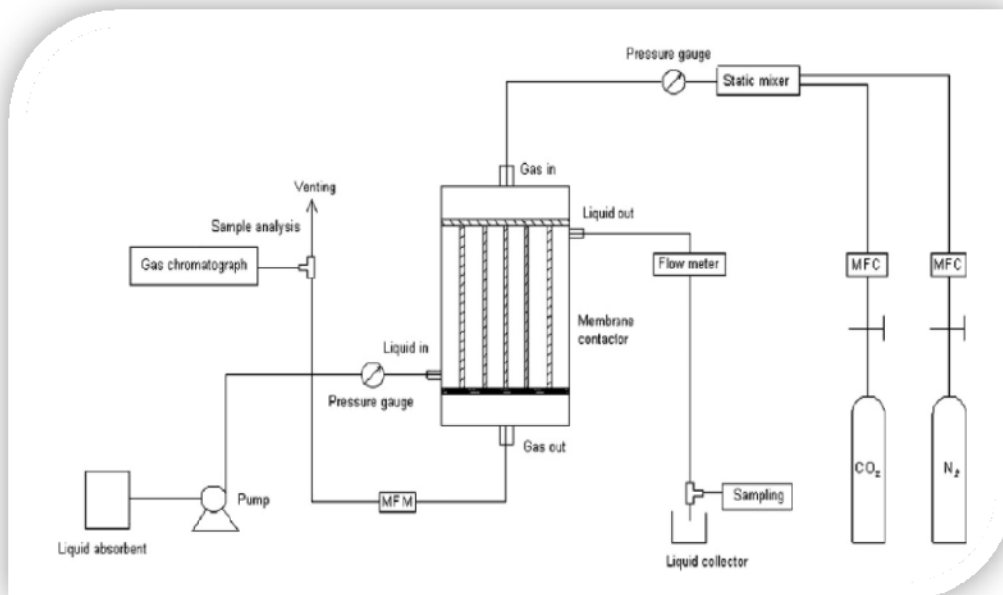 Pressure gauge
Static mixer
Gas in
Venting
Liquid out
Sample analysis
Gas chromatograph
Flow meter
MFC
MFC
Membrane
contactor
Liquid in
Pressure gauge
Gas out
CO₂
N₂
Pump
MFM
Sampling
Liquid absorbent
Liquid collector